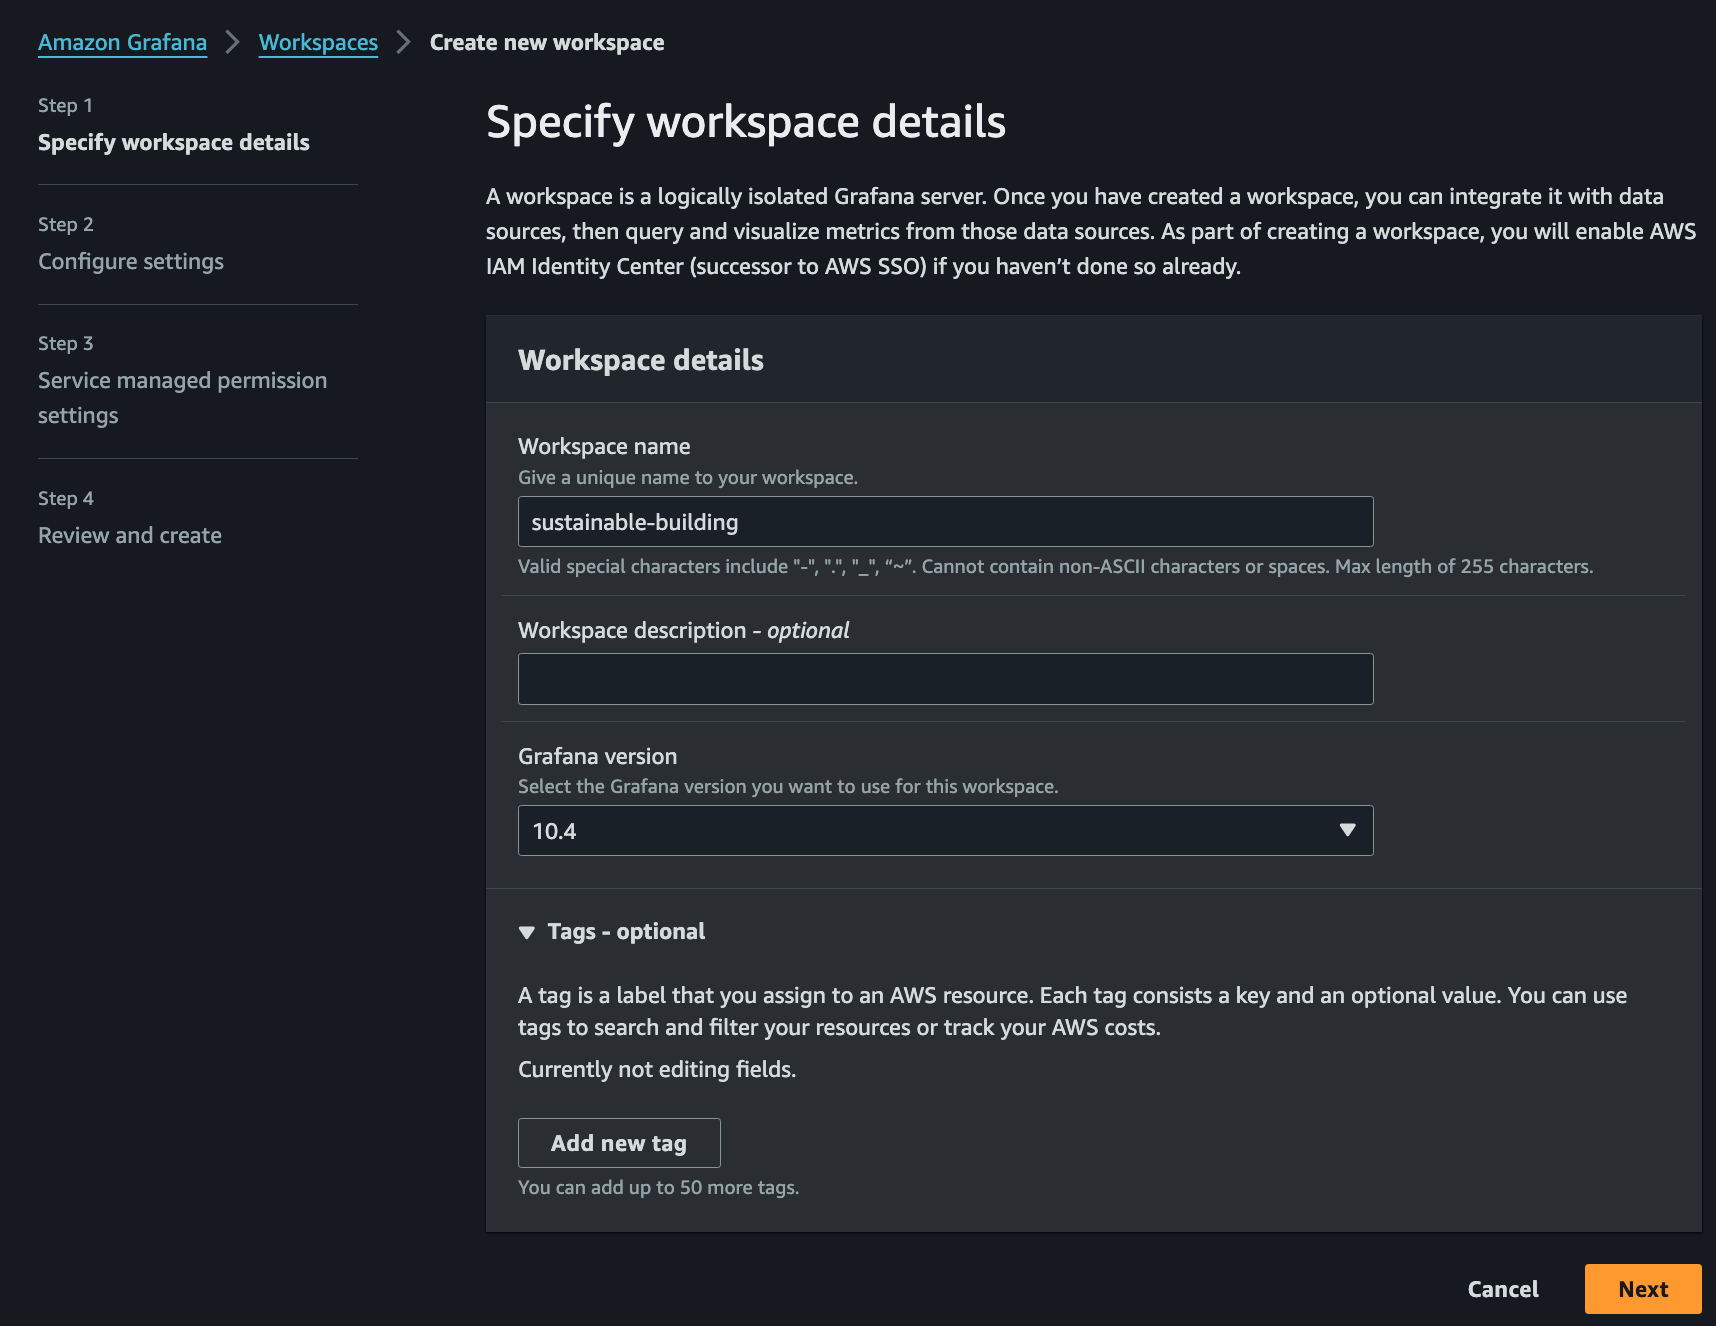 Amazon Grafana > Workspaces > Create new workspace
Step 1
Specify workspace details
Step 2
Configure settings
Step 3
Service managed permission
settings
Step 4
Review and create
Specify workspace details
A workspace is a logically isolated Grafana server. Once you have created a workspace, you can integrate it with data
sources, then query and visualize metrics from those data sources. As part of creating a workspace, you will enable AWS
IAM Identity Center (successor to AWS SSO) if you haven’t done so already.
Workspace details
Workspace name
Give a unique name to your workspace.
sustainable-building
Valid special characters include "-", ".", "_", “~”. Cannot contain non-ASCII characters or spaces. Max length of 255 characters.
Workspace description - optional
Grafana version
Select the Grafana version you want to use for this workspace.
10.4
Tags - optional
A tag is a label that you assign to an AWS resource. Each tag consists a key and an optional value. You can use
tags to search and filter your resources or track your AWS costs.
Currently not editing fields.
Add new tag
You can add up to 50 more tags.
Cancel Next